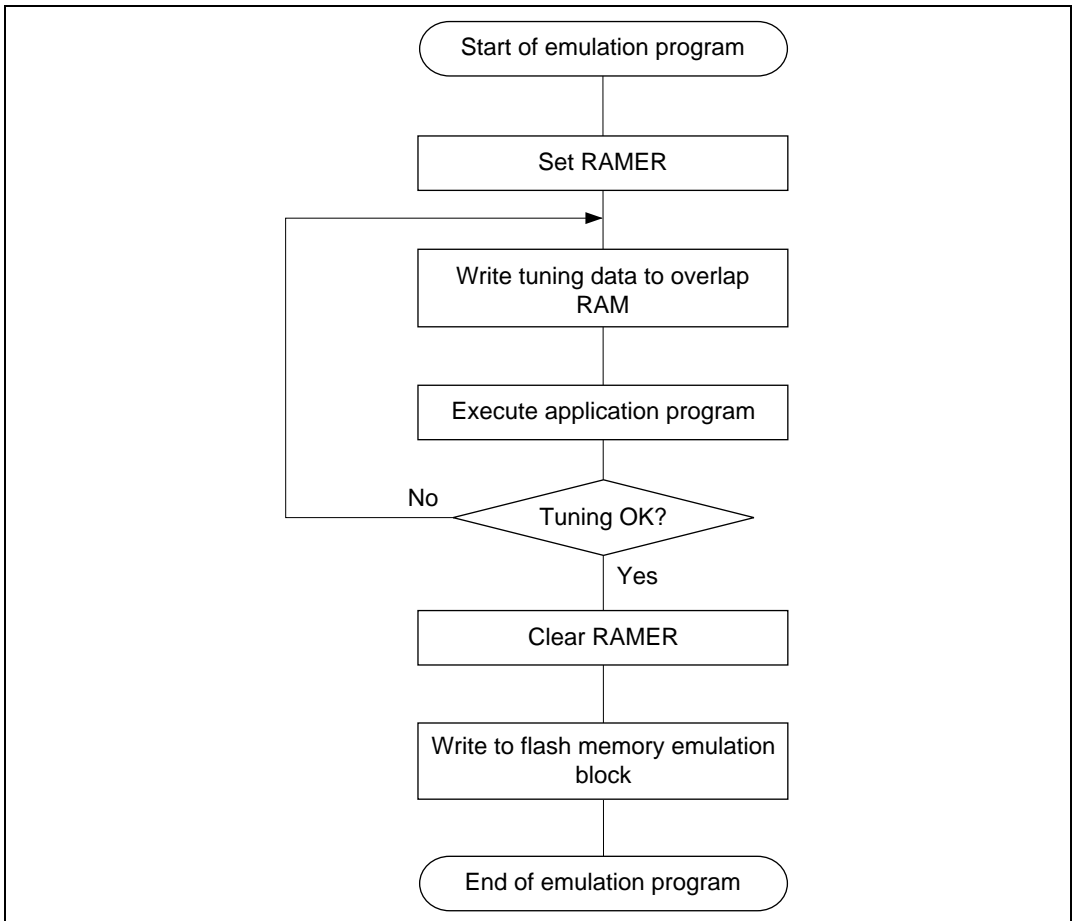 Start of emulation program
Set RAMER
Write tuning data to overlap
RAM
Execute application program
No
Tuning OK?
Yes
Clear RAMER
Write to flash memory emulation
block
End of emulation program